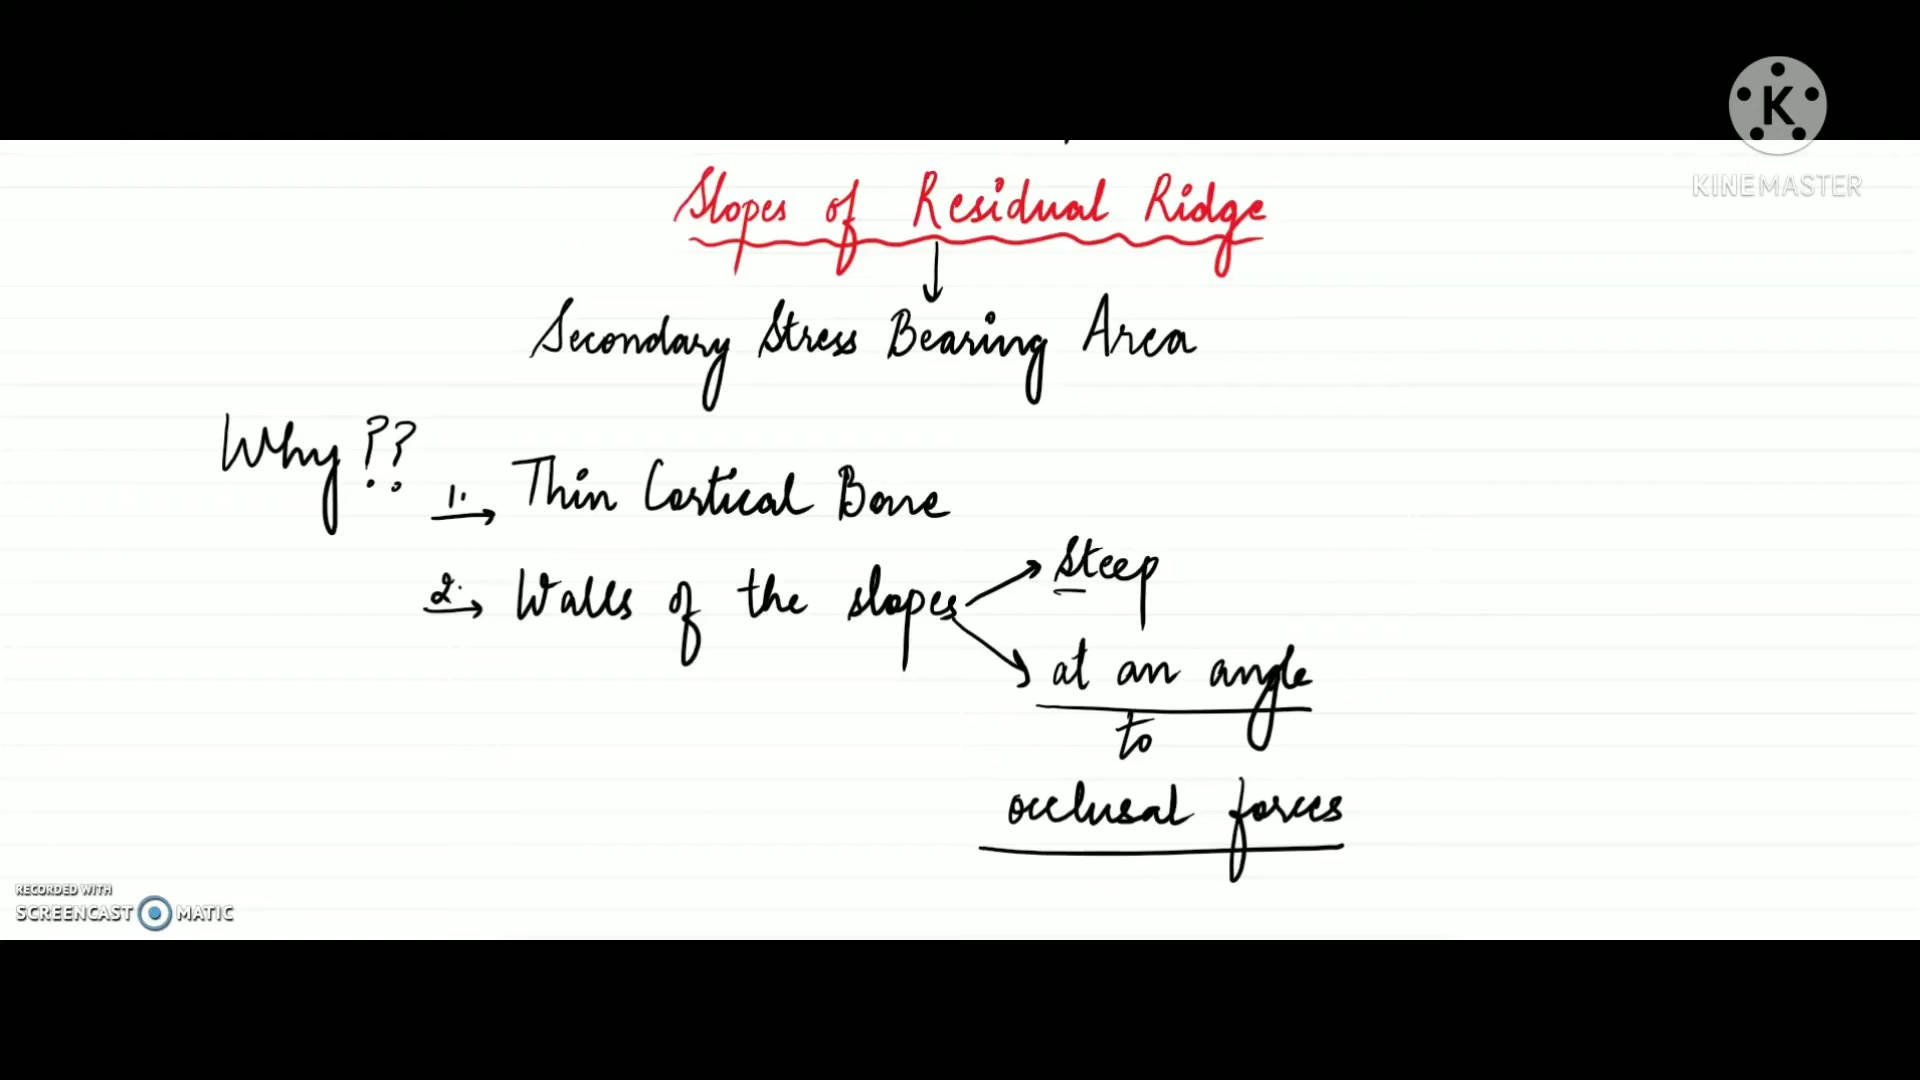 K
KINEMASTER
Slopes of Residual Ridge
Secondary Stress Bearing Area
Why??
1. Thin Cortical Bone
2. Walls of the slopes
Steep
at an angle
to
occlusal forces
RECORDED WITH
SCREENCAST MATIC